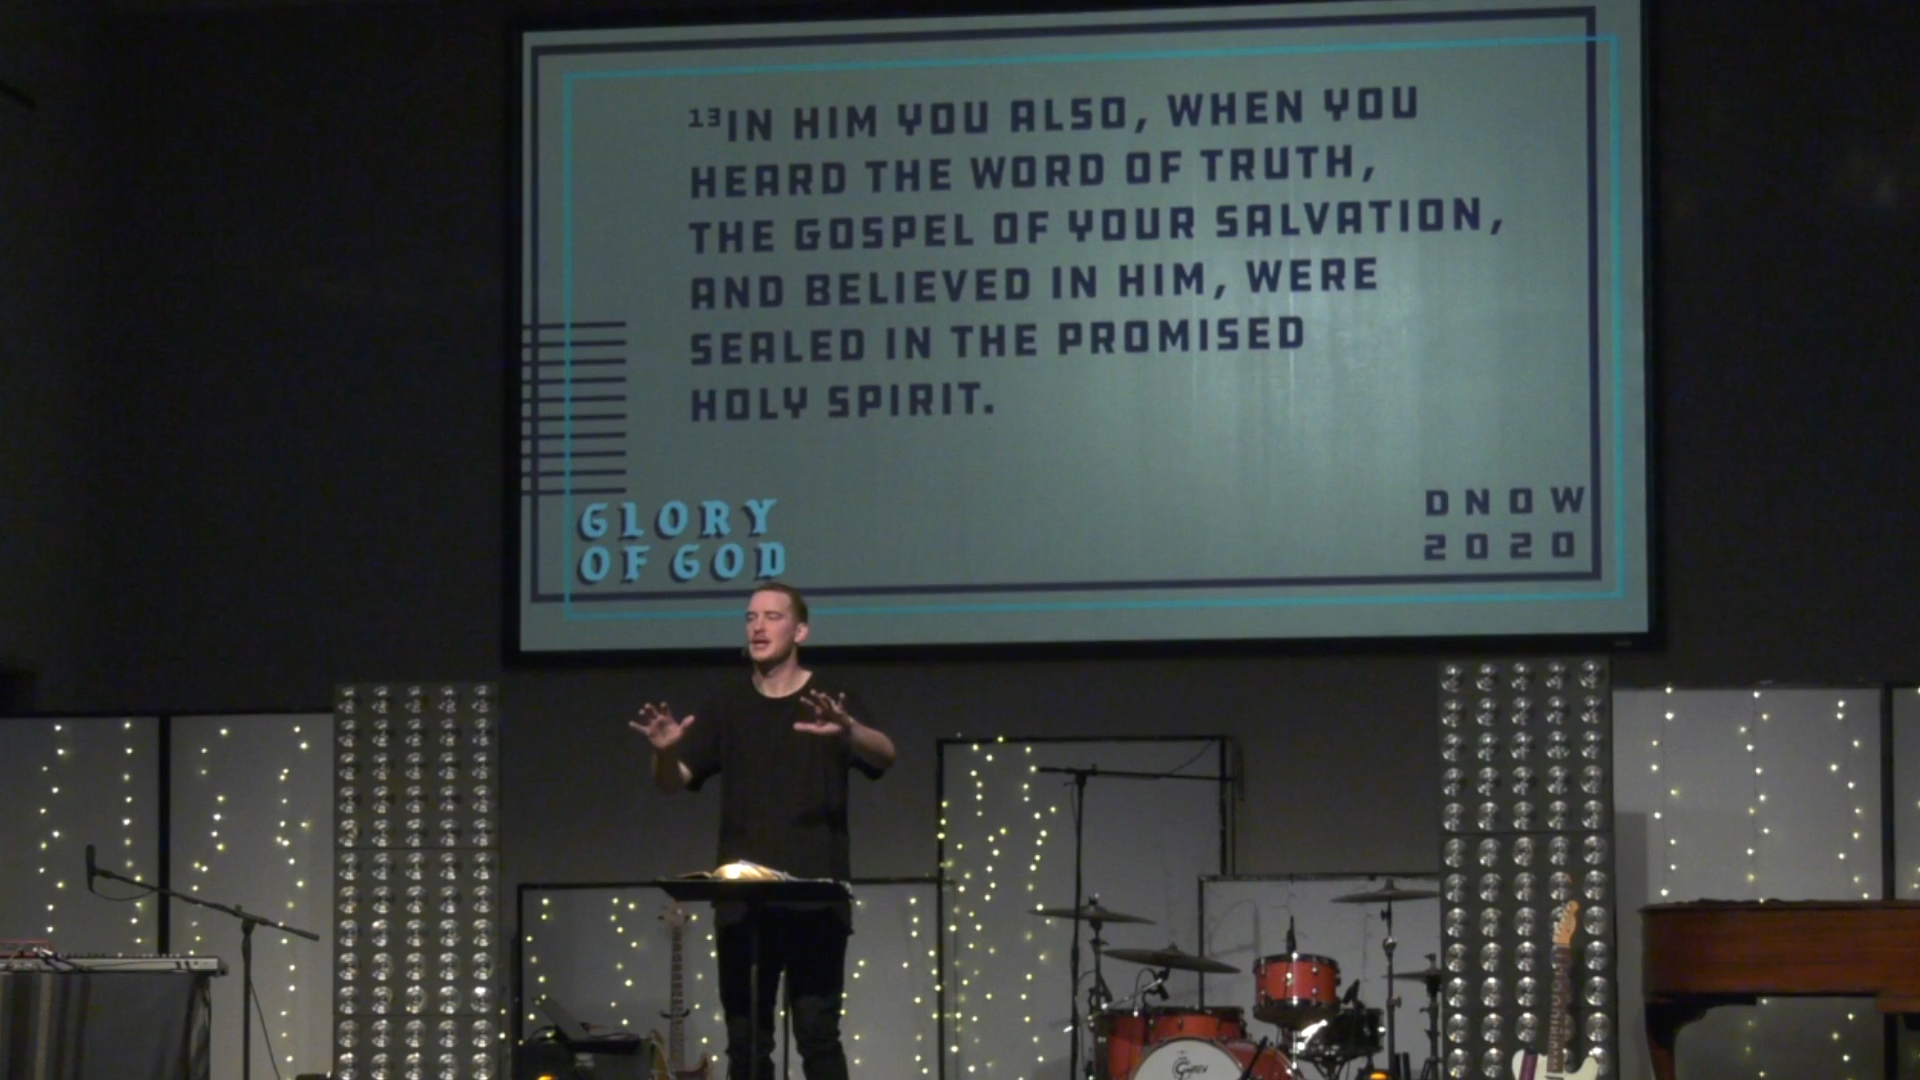 ¹³IN HIM YOU ALSO, WHEN YOU
HEARD THE WORD OF TRUTH,
THE GOSPEL OF YOUR SALVATION,
AND BELIEVED IN HIM, WERE
SEALED IN THE PROMISED
HOLY SPIRIT.
GLORY
OF GOD
DNOW
2020
Gretsch